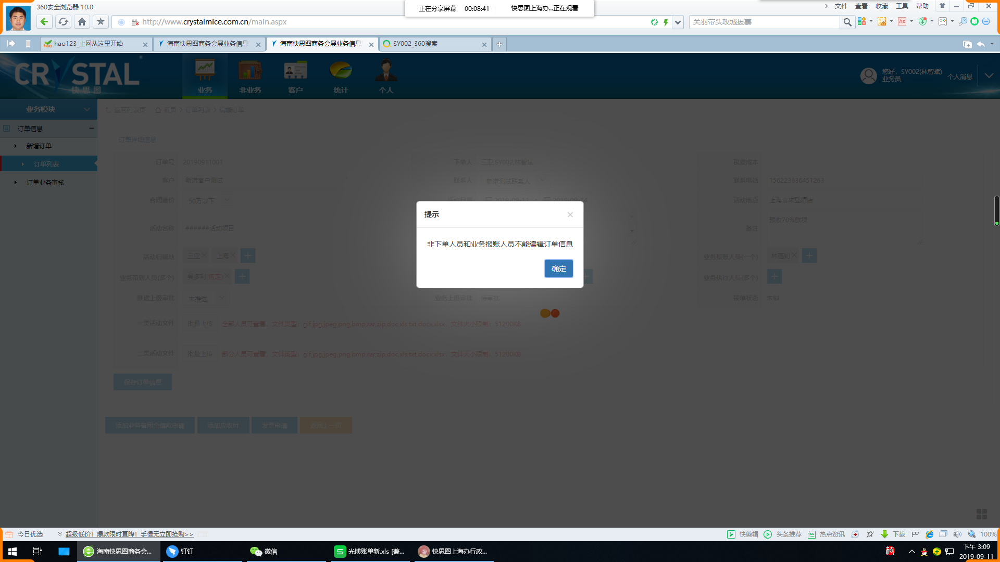 360安全浏览器 10.0
正在分享屏幕 00:08:41 快思图上海办...正在观看
文件 查看 收藏 工具 帮助
http://www.crystalmice.com.cn/main.aspx
关羽带头攻城拔寨
hao123_上网从这里开始
海南快思图商务会展业务信息
海南快思图商务会展业务信息
SY002_360搜索
CRYSTAL
快思图
业务
非业务
客户
统计
个人
您好，SY002(林智斌)
业务员
个人消息
业务模块
返回列表页 首页 订单列表 编辑订单
订单信息
新增订单
订单列表
订单业务审核
订单详细信息
订单号 20190911001 下单人 三亚,SY002,林智斌 税费成本
客户 新增客户测试 联系人 新增测试联系人 联系电话 156223636451263
合同造价 50万以下 活动日期 2019-09-11 ~ 2019-09-14 活动地点 上海喜来登酒店
活动名称 ######活动项目 备注 预收70%款项
提示
非下单人员和业务报账人员不能编辑订单信息
确定
活动归属地 三亚 上海 业务报账人员(一个)
业务策划人员(多个) 吴多利(待定) 业务执行人员(多个)
推送上级审批 未推送 业务上级审批 待审批 锁单状态 未锁
一类活动文件 批量上传 全部人员可查看，文件类型：gif,jpg,jpeg,png,bmp,rar,zip,doc,xls,txt,docx,xlsx，文件大小限制：51200KB
二类活动文件 批量上传 部分人员可查看，文件类型：gif,jpg,jpeg,png,bmp,rar,zip,doc,xls,txt,docx,xlsx，文件大小限制：51200KB
保存订单信息
添加业务备用金借款申请 添加应收付 发票申请 返回上一页
今日优选 超级低价！爆款限时直降！手慢无立即抢购>>
快剪辑 头条推荐 热点资讯 下载 100%
海南快思图商务会...
钉钉
微信
光博账单新.xls [兼...
快思图上海办行政...
下午 3:09
2019-09-11